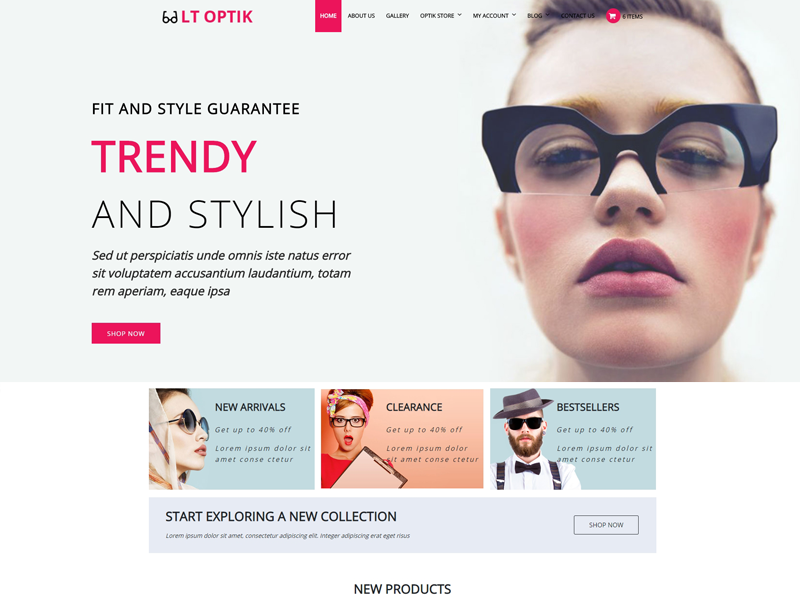 LT OPTIK
HOME ABOUT US GALLERY OPTIK STORE MY ACCOUNT BLOG CONTACT US 6 ITEMS
FIT AND STYLE GUARANTEE
TRENDY
AND STYLISH
Sed ut perspiciatis unde omnis iste natus error
sit voluptatem accusantium laudantium, totam
rem aperiam, eaque ipsa
SHOP NOW
NEW ARRIVALS
Get up to 40% off
Lorem ipsum dolor sit
amet conse ctetur
CLEARANCE
Get up to 40% off
Lorem ipsum dolor
sit amet conse ctetur
BESTSELLERS
Get up to 40% off
Lorem ipsum dolor sit
amet conse ctetur
START EXPLORING A NEW COLLECTION
Lorem ipsum dolor sit amet, consectetur adipiscing elit. Integer adipiscing erat eget risus
SHOP NOW
NEW PRODUCTS